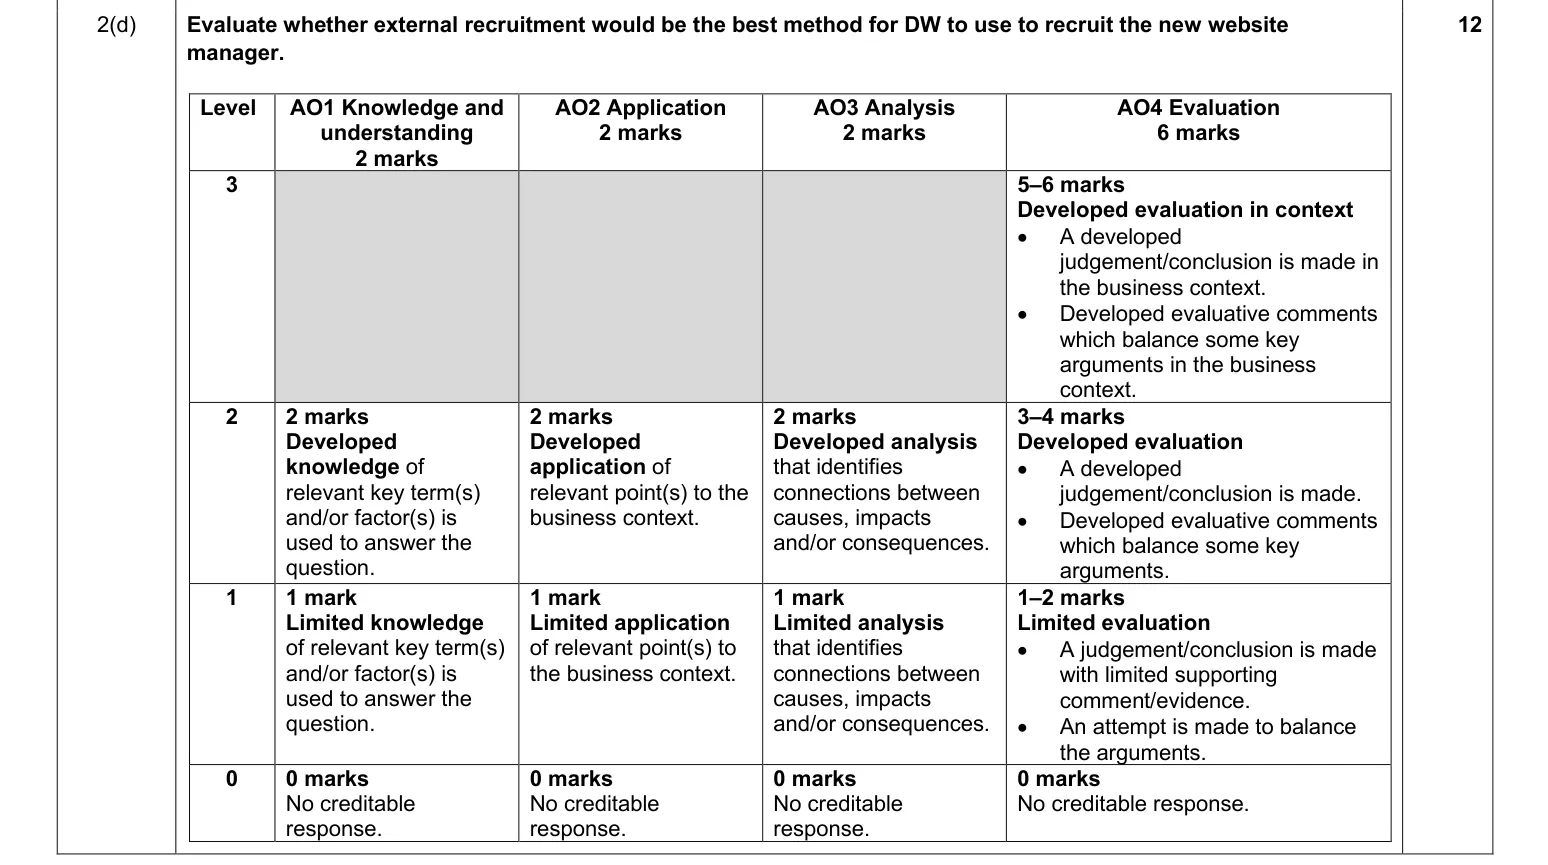 2(d)
Evaluate whether external recruitment would be the best method for DW to use to recruit the new website
manager.
12
Level
AO1 Knowledge and
understanding
2 marks
AO2 Application
2 marks
AO3 Analysis
2 marks
AO4 Evaluation
6 marks
3
5–6 marks
Developed evaluation in context
• A developed
judgement/conclusion is made in
the business context.
• Developed evaluative comments
which balance some key
arguments in the business
context.
2
2 marks
Developed
knowledge of
relevant key term(s)
and/or factor(s) is
used to answer the
question.
2 marks
Developed
application of
relevant point(s) to the
business context.
2 marks
Developed analysis
that identifies
connections between
causes, impacts
and/or consequences.
3–4 marks
Developed evaluation
• A developed
judgement/conclusion is made.
• Developed evaluative comments
which balance some key
arguments.
1
1 mark
Limited knowledge
of relevant key term(s)
and/or factor(s) is
used to answer the
question.
1 mark
Limited application
of relevant point(s) to
the business context.
1 mark
Limited analysis
that identifies
connections between
causes, impacts
and/or consequences.
1–2 marks
Limited evaluation
• A judgement/conclusion is made
with limited supporting
comment/evidence.
• An attempt is made to balance
the arguments.
0
0 marks
No creditable
response.
0 marks
No creditable
response.
0 marks
No creditable
response.
0 marks
No creditable response.